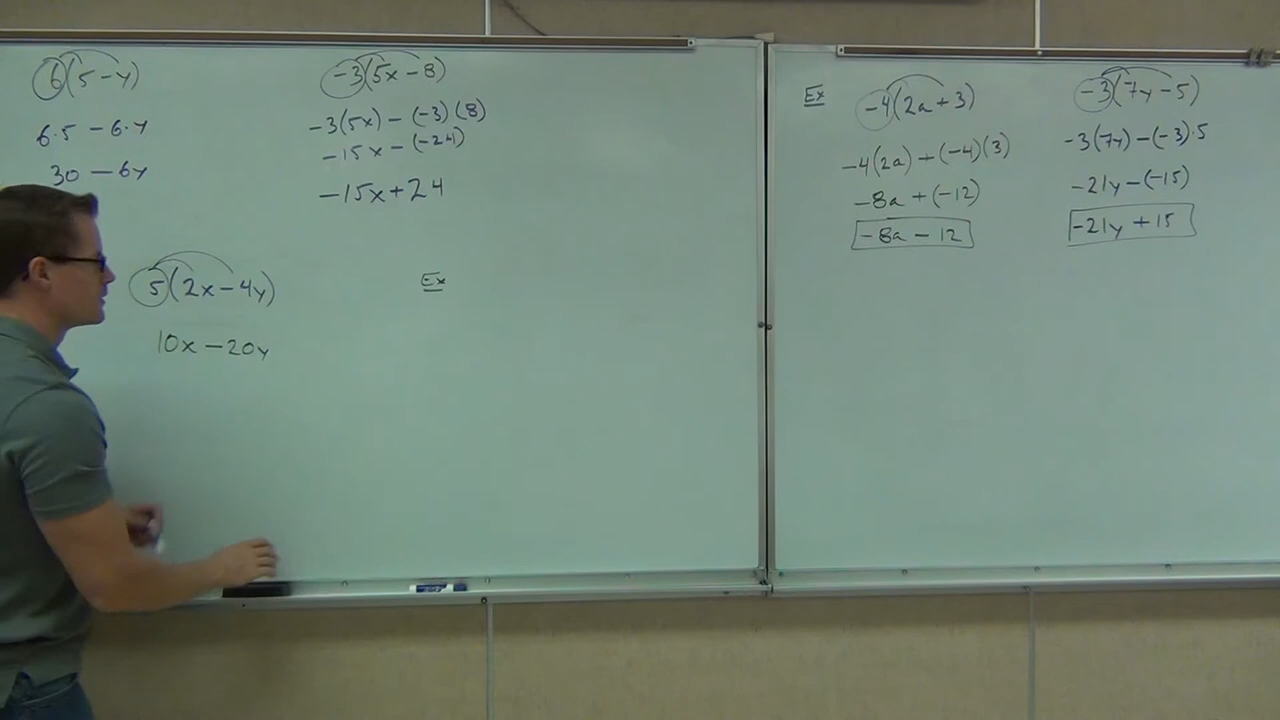 6(5-y)
6·5 - 6·y
30 - 6y
-3(5x-8)
-3(5x) - (-3)(8)
-15x - (-24)
-15x + 24
5(2x-4y)
10x - 20y
Ex
Ex
-4(2a+3)
-4(2a) + (-4)(3)
-8a + (-12)
-8a - 12
-3(7y-5)
-3(7y) - (-3)·5
-21y - (-15)
-21y + 15